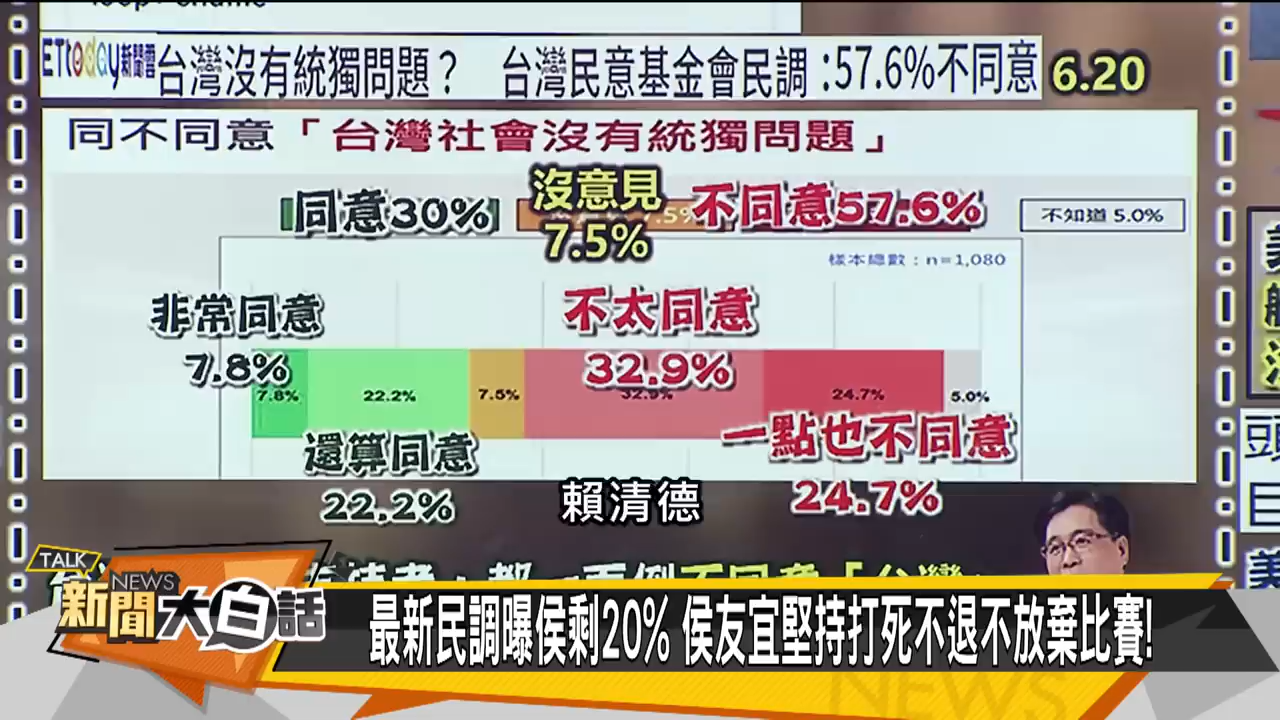 ETtoday新聞雲 台灣沒有統獨問題？ 台灣民意基金會民調:57.6%不同意 6.20
同不同意「台灣社會沒有統獨問題」
同意30%
沒意見
7.5%
不同意57.6%
不知道 5.0%
樣本總數：n=1,080
非常同意
7.8%
不太同意
32.9%
7.8%
22.2%
7.5%
32.9%
24.7%
5.0%
還算同意
22.2%
一點也不同意
24.7%
賴清德
TALK
NEWS
新聞大白話
最新民調曝侯剩20% 侯友宜堅持打死不退不放棄比賽!
NEWS